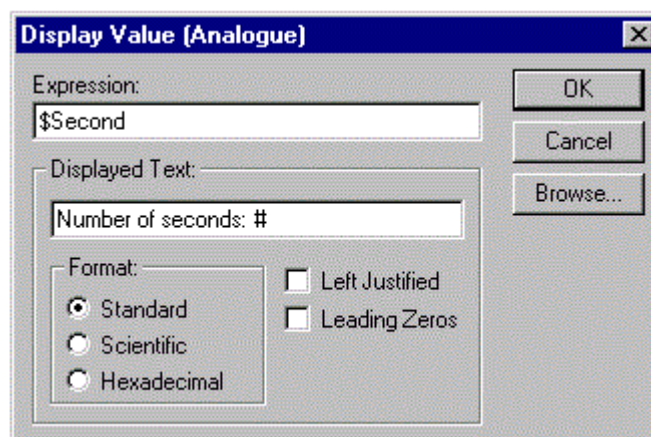 Display Value (Analogue)
Expression:
OK
$Second
Cancel
Displayed Text:
Browse...
Number of seconds: #
Format:
Left Justified
Standard
Leading Zeros
Scientific
Hexadecimal